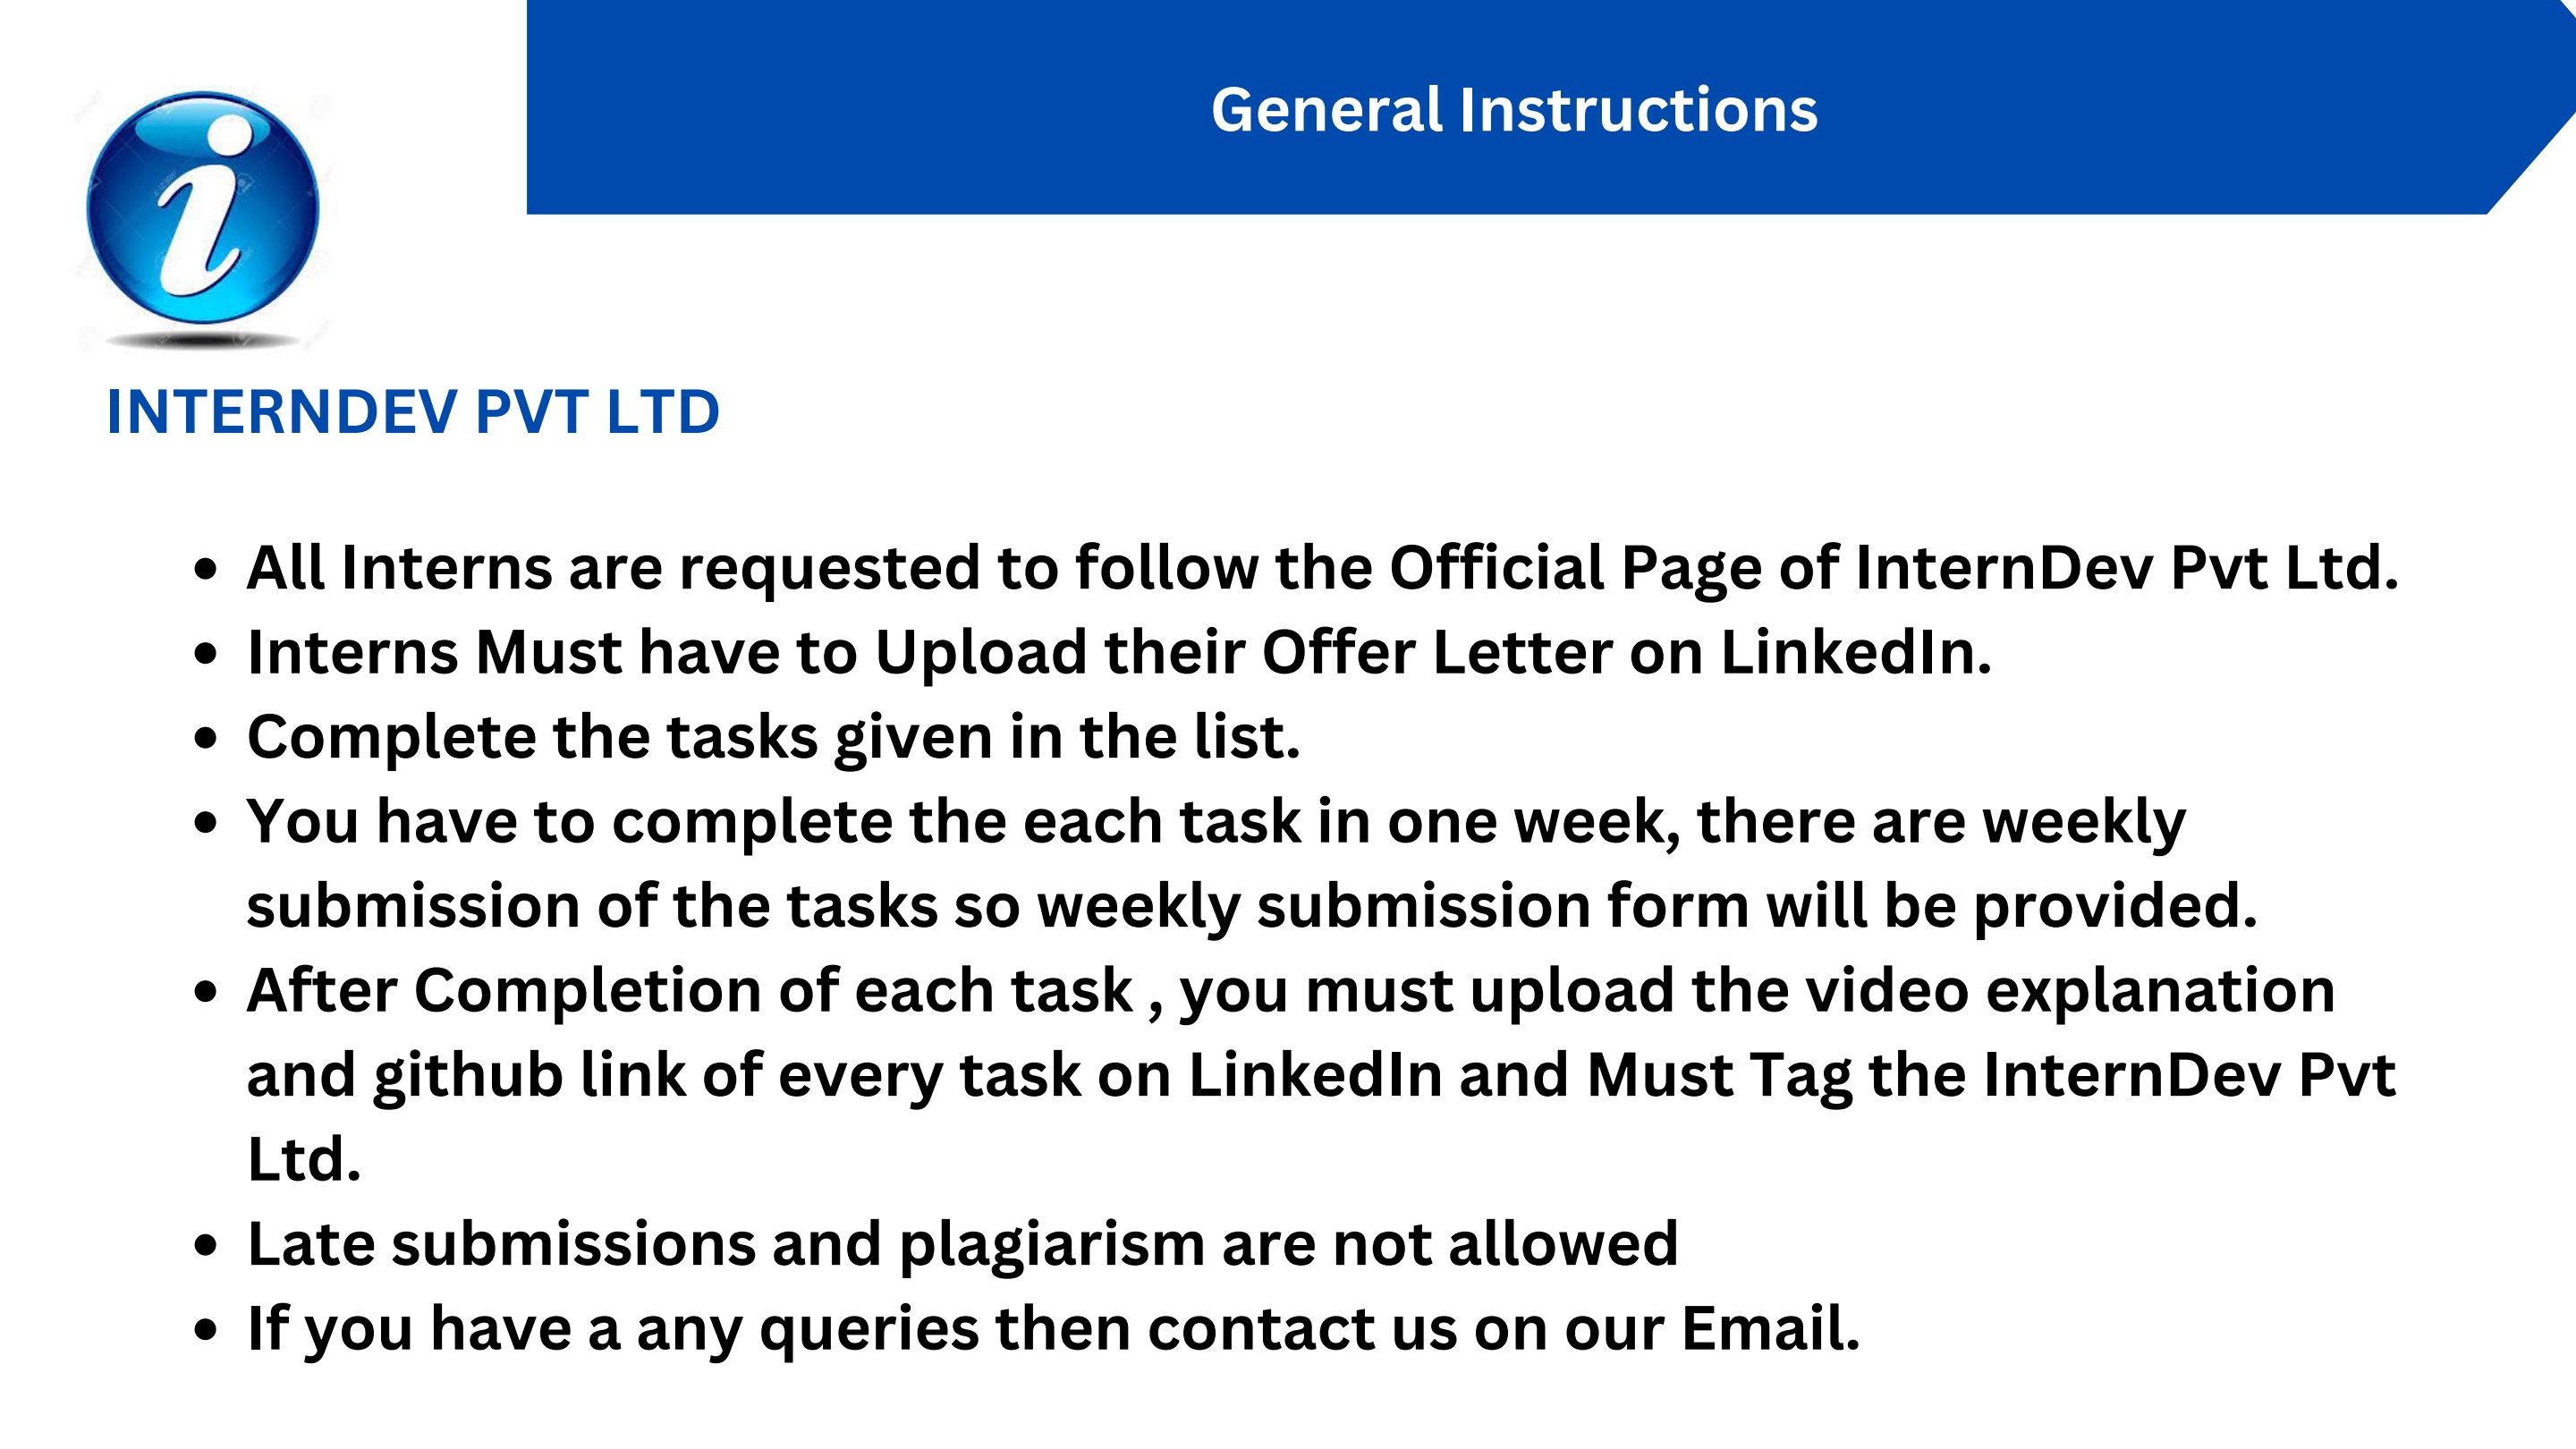 General Instructions
INTERNDEV PVT LTD
• All Interns are requested to follow the Official Page of InternDev Pvt Ltd.
• Interns Must have to Upload their Offer Letter on LinkedIn.
• Complete the tasks given in the list.
• You have to complete the each task in one week, there are weekly
submission of the tasks so weekly submission form will be provided.
• After Completion of each task , you must upload the video explanation
and github link of every task on LinkedIn and Must Tag the InternDev Pvt
Ltd.
• Late submissions and plagiarism are not allowed
• If you have a any queries then contact us on our Email.